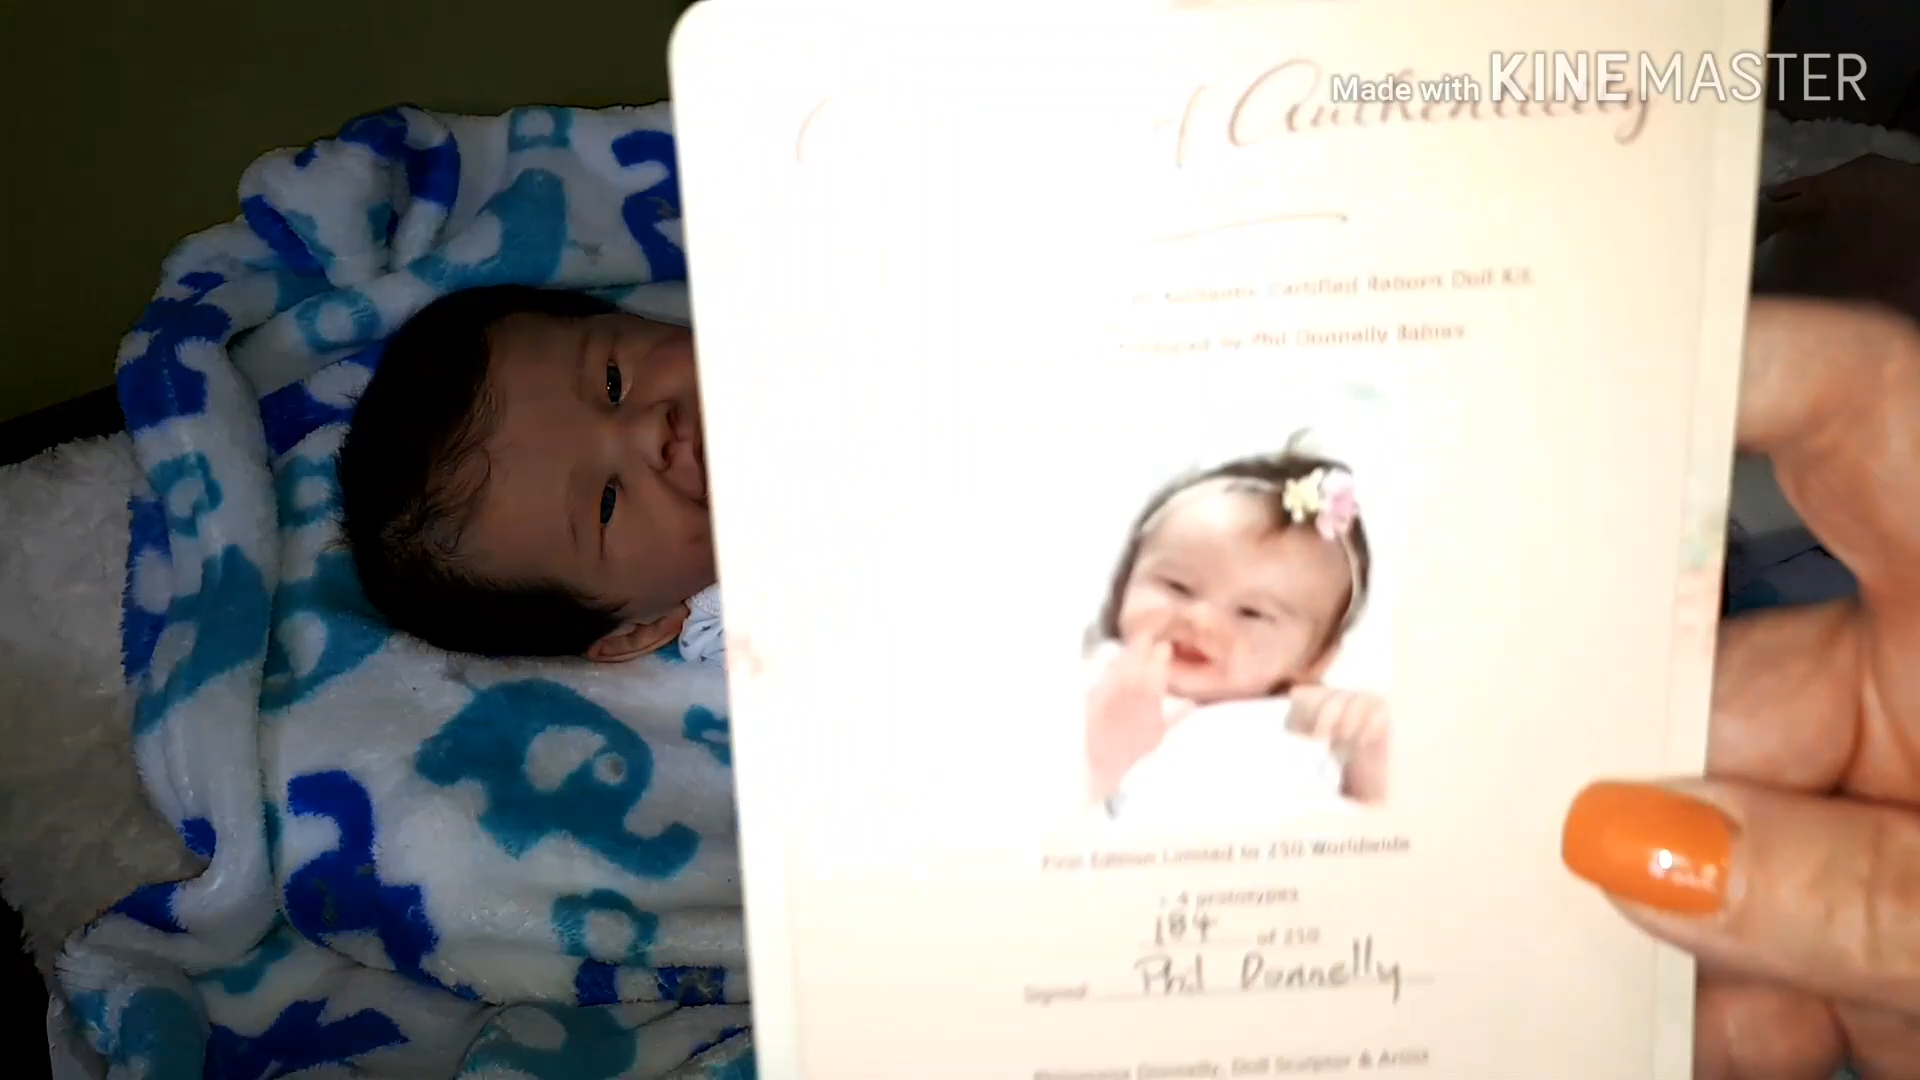 Made with KINEMASTER
Authenticity
Authentic Certified Reborn Doll Kit,
by Phil Donnelly Babies
First Edition Limited to 250 Worldwide
+ 4 prototypes
184 of 250
Signed Phil Donnelly
Donnelly, Doll Sculptor & Artist